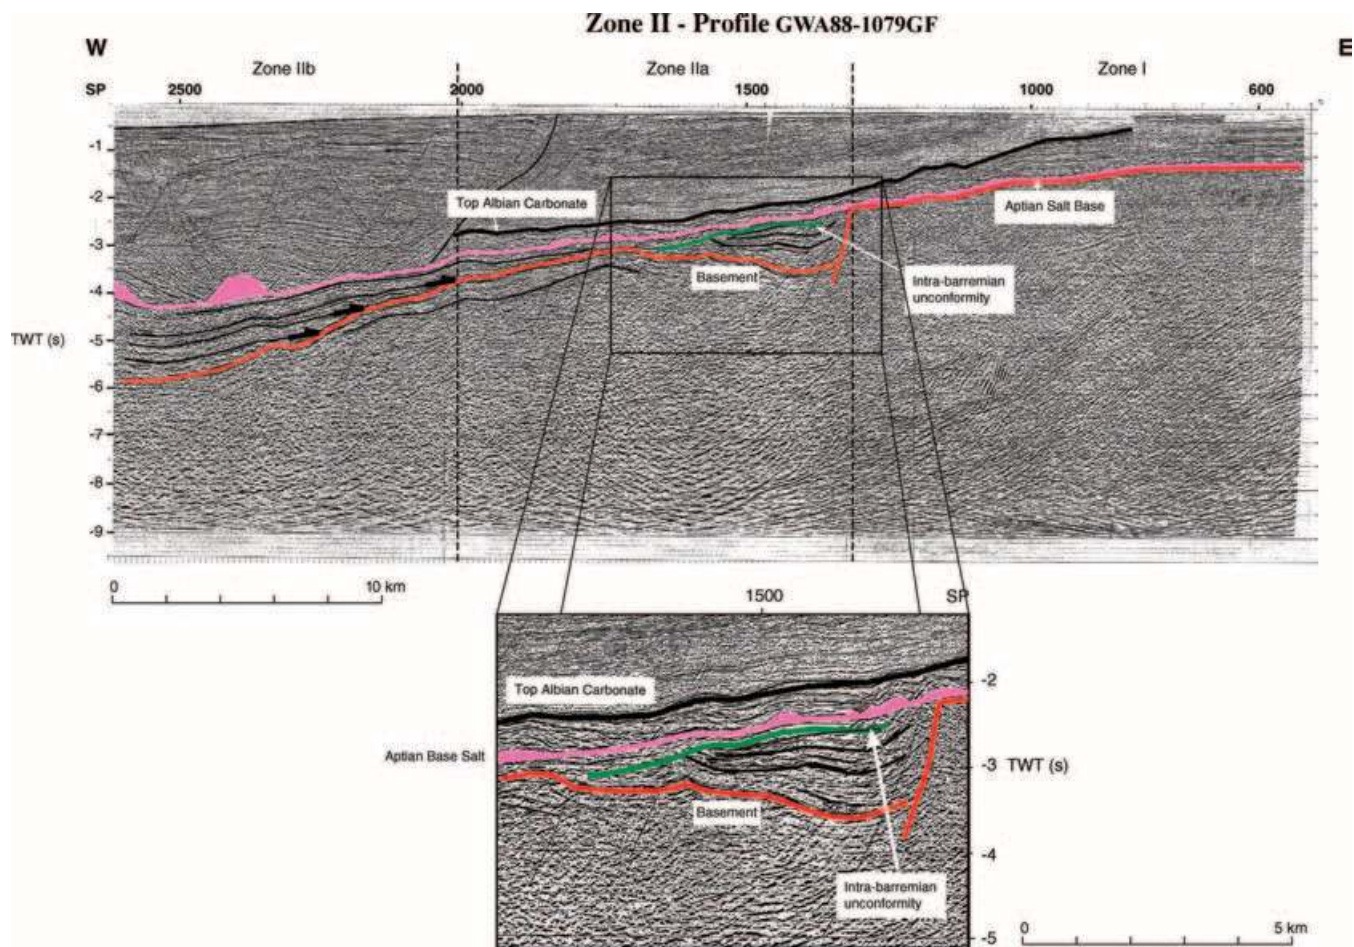 Zone II - Profile GWA88-1079GF
W
E
Zone IIb
Zone IIa
Zone I
SP
2500
2000
1500
1000
600
-1
-2
-3
-4
TWT (s)
-5
-6
-7
-8
-9
Top Albian Carbonate
Aptian Salt Base
Basement
Intra-barremian
unconformity
0
10 km
1500
SP
Top Albian Carbonate
Aptian Base Salt
Basement
Intra-barremian
unconformity
-2
-3 TWT (s)
-4
-5
0
5 km